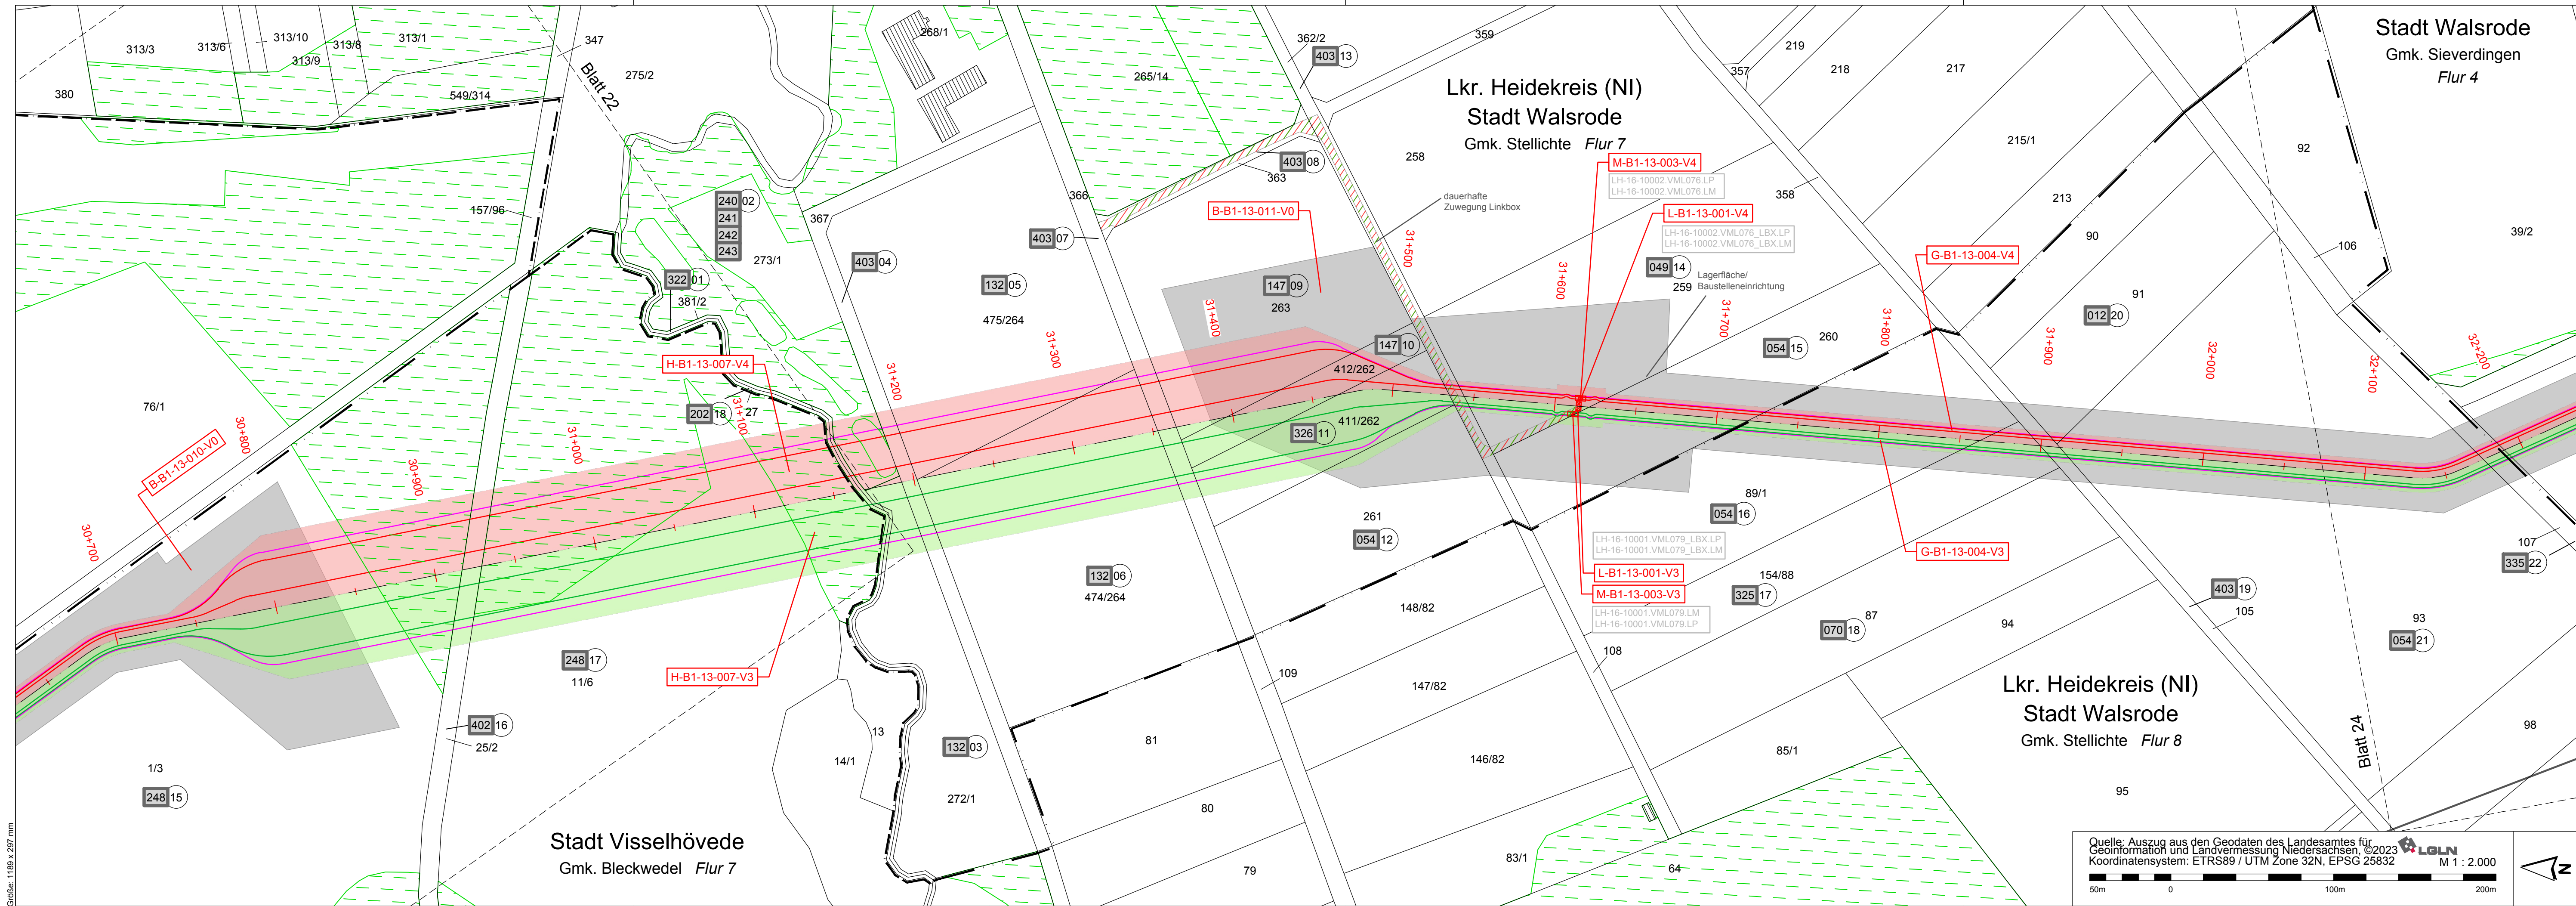 313/3
313/6
313/10
313/9
313/8
313/1
347
380
549/314
Blatt 22
275/2
268/1
265/14
362/2
403 13
359
357
219
218
217
Lkr. Heidekreis (NI)
Stadt Walsrode
Gmk. Stellichte Flur 7
Stadt Walsrode
Gmk. Sieverdingen
Flur 4
157/96
240 02
241
242
243
273/1
322 01
381/2
367
403 04
366
403 07
403 08
363
132 05
475/264
258
dauerhafte
Zuwegung Linkbox
B-B1-13-011-V0
M-B1-13-003-V4
LH-16-10002.VML076.LP
LH-16-10002.VML076.LM
L-B1-13-001-V4
LH-16-10002.VML076_LBX.LP
LH-16-10002.VML076_LBX.LM
358
215/1
213
92
90
106
39/2
G-B1-13-004-V4
049 14
259
Lagerfläche/
Baustelleneinrichtung
147 09
263
147 10
412/262
411/262
326 11
054 15
260
91
012 20
30+700
30+800
30+900
31+000
31+100
31+200
31+300
31+400
31+500
31+600
31+700
31+800
31+900
32+000
32+100
32+200
76/1
B-B1-13-010-V0
H-B1-13-007-V4
202 18
27
261
054 12
89/1
054 16
LH-16-10001.VML079_LBX.LP
LH-16-10001.VML079_LBX.LM
L-B1-13-001-V3
M-B1-13-003-V3
LH-16-10001.VML079.LM
LH-16-10001.VML079.LP
G-B1-13-004-V3
154/88
325 17
070 18
87
94
132 06
474/264
148/82
107
335 22
403 19
105
93
054 21
248 17
11/6
H-B1-13-007-V3
109
108
147/82
402 16
25/2
13
14/1
132 03
272/1
81
146/82
85/1
Lkr. Heidekreis (NI)
Stadt Walsrode
Gmk. Stellichte Flur 8
Blatt 24
98
95
1/3
248 15
80
79
83/1
64
Stadt Visselhövede
Gmk. Bleckwedel Flur 7
Größe: 1189 x 297 mm
Quelle: Auszug aus den Geodaten des Landesamtes für
Geoinformation und Landvermessung Niedersachsen, ©2023
LGLN
Koordinatensystem: ETRS89 / UTM Zone 32N, EPSG 25832
M 1 : 2.000
50m 0 100m 200m
N